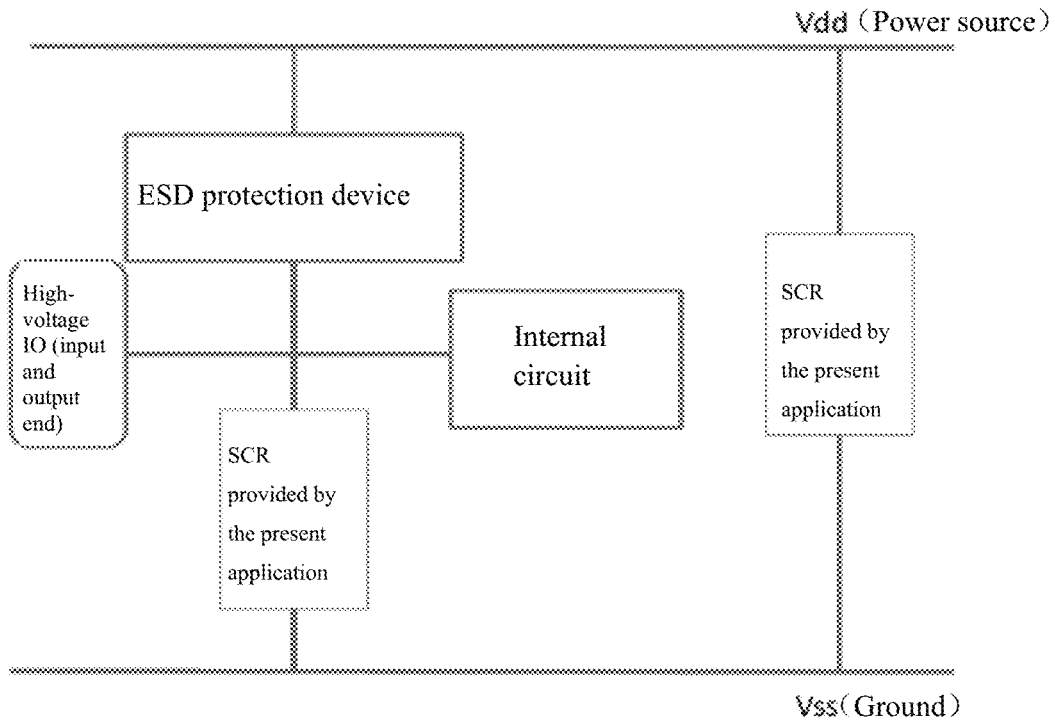 Vdd（Power source）
ESD protection device
High-
voltage
IO (input
and
output
end)
Internal
circuit
SCR
provided by
the present
application
SCR
provided by
the present
application
Vss（Ground）